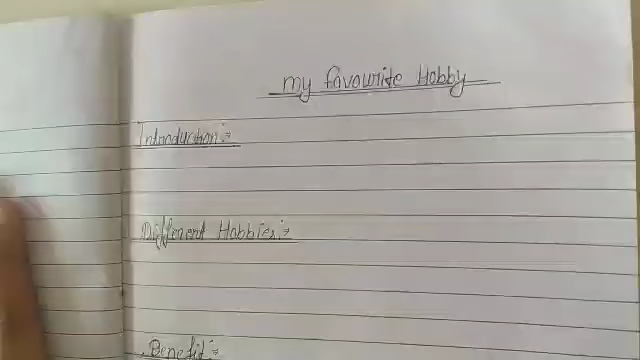 my favourite Hobby
Introduction :→
Different Hobbies :→
Benefit :→